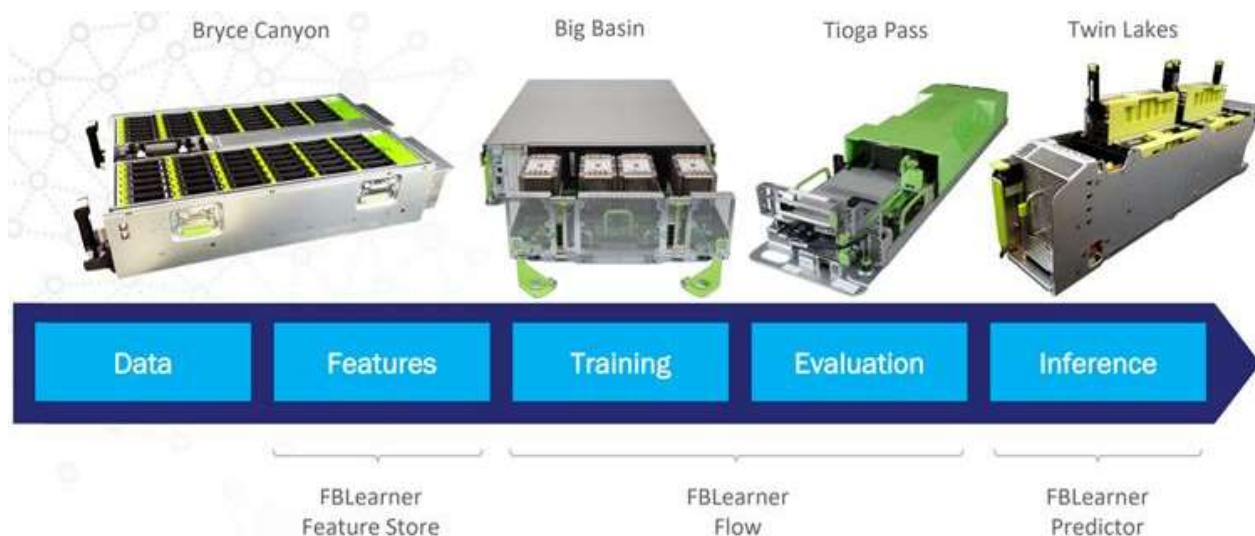 Bryce Canyon
Big Basin
Tioga Pass
Twin Lakes
Data
Features
Training
Evaluation
Inference
FBLearner
Feature Store
FBLearner
Flow
FBLearner
Predictor